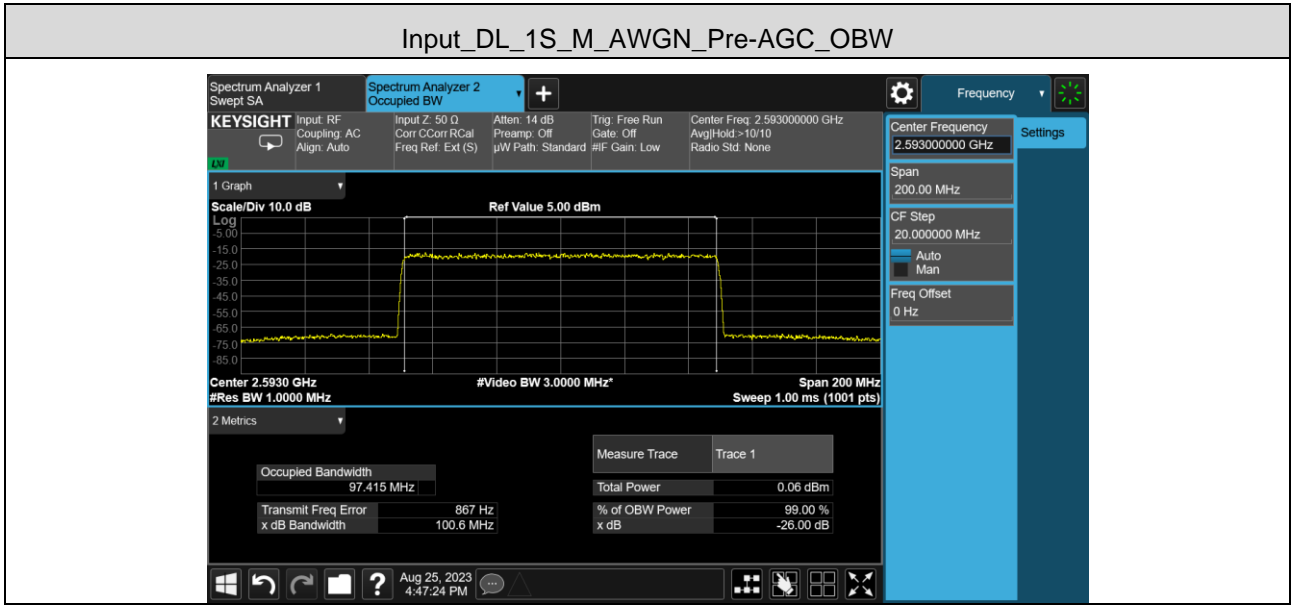 Input_DL_1S_M_AWGN_Pre-AGC_OBW
Spectrum Analyzer 1
Swept SA
Spectrum Analyzer 2
Occupied BW
Frequency
KEYSIGHT
Input: RF
Coupling: AC
Align: Auto
Input Z: 50 Ω
Corr CCorr RCal
Freq Ref: Ext (S)
Atten: 14 dB
Preamp: Off
µW Path: Standard
Trig: Free Run
Gate: Off
#IF Gain: Low
Center Freq: 2.593000000 GHz
Avg|Hold:>10/10
Radio Std: None
LXI
Center Frequency
2.593000000 GHz
Settings
Span
200.00 MHz
CF Step
20.000000 MHz
Auto
Man
Freq Offset
0 Hz
1 Graph
Scale/Div 10.0 dB
Ref Value 5.00 dBm
Log
-5.00
-15.0
-25.0
-35.0
-45.0
-55.0
-65.0
-75.0
-85.0
Center 2.5930 GHz
#Video BW 3.0000 MHz*
Span 200 MHz
#Res BW 1.0000 MHz
Sweep 1.00 ms (1001 pts)
2 Metrics
Measure Trace
Trace 1
Occupied Bandwidth
97.415 MHz
Total Power
0.06 dBm
Transmit Freq Error
867 Hz
% of OBW Power
99.00 %
x dB Bandwidth
100.6 MHz
x dB
-26.00 dB
?
Aug 25, 2023
4:47:24 PM